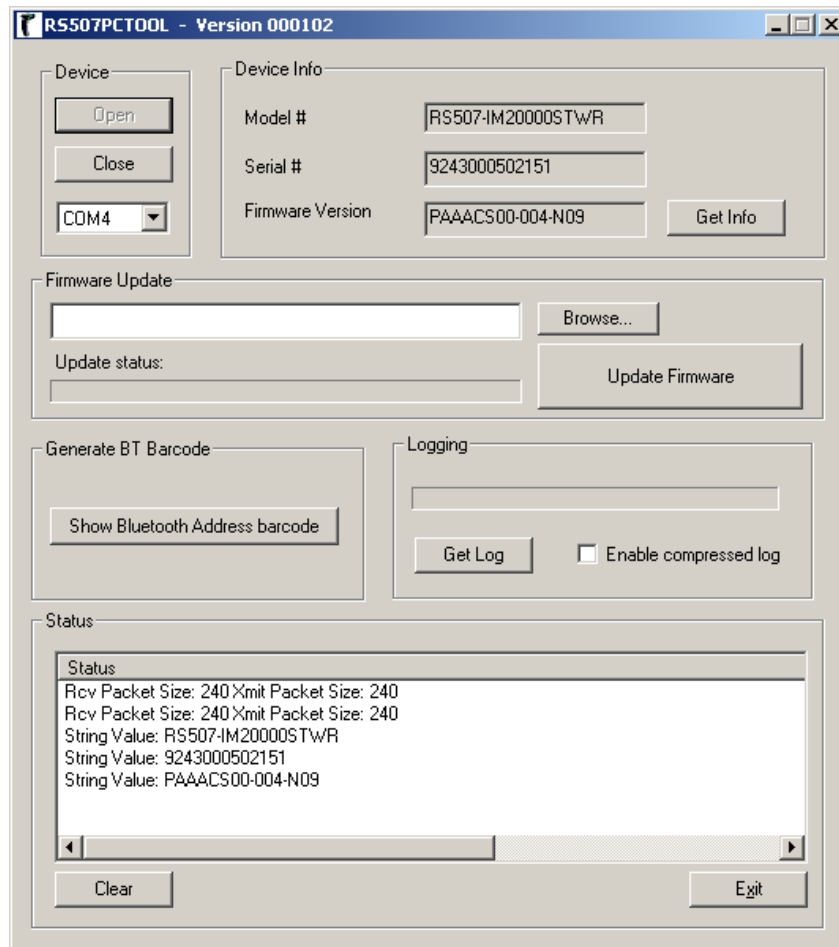 RS507PCTOOL - Version 000102
Device
Open
Close
COM4
Device Info
Model #
RS507-IM20000STWR
Serial #
9243000502151
Firmware Version
PAAACS00-004-N09
Get Info
Firmware Update
Browse...
Update status:
Update Firmware
Generate BT Barcode
Show Bluetooth Address barcode
Logging
Get Log
Enable compressed log
Status
Status
Rcv Packet Size: 240 Xmit Packet Size: 240
Rcv Packet Size: 240 Xmit Packet Size: 240
String Value: RS507-IM20000STWR
String Value: 9243000502151
String Value: PAAACS00-004-N09
Clear
Exit